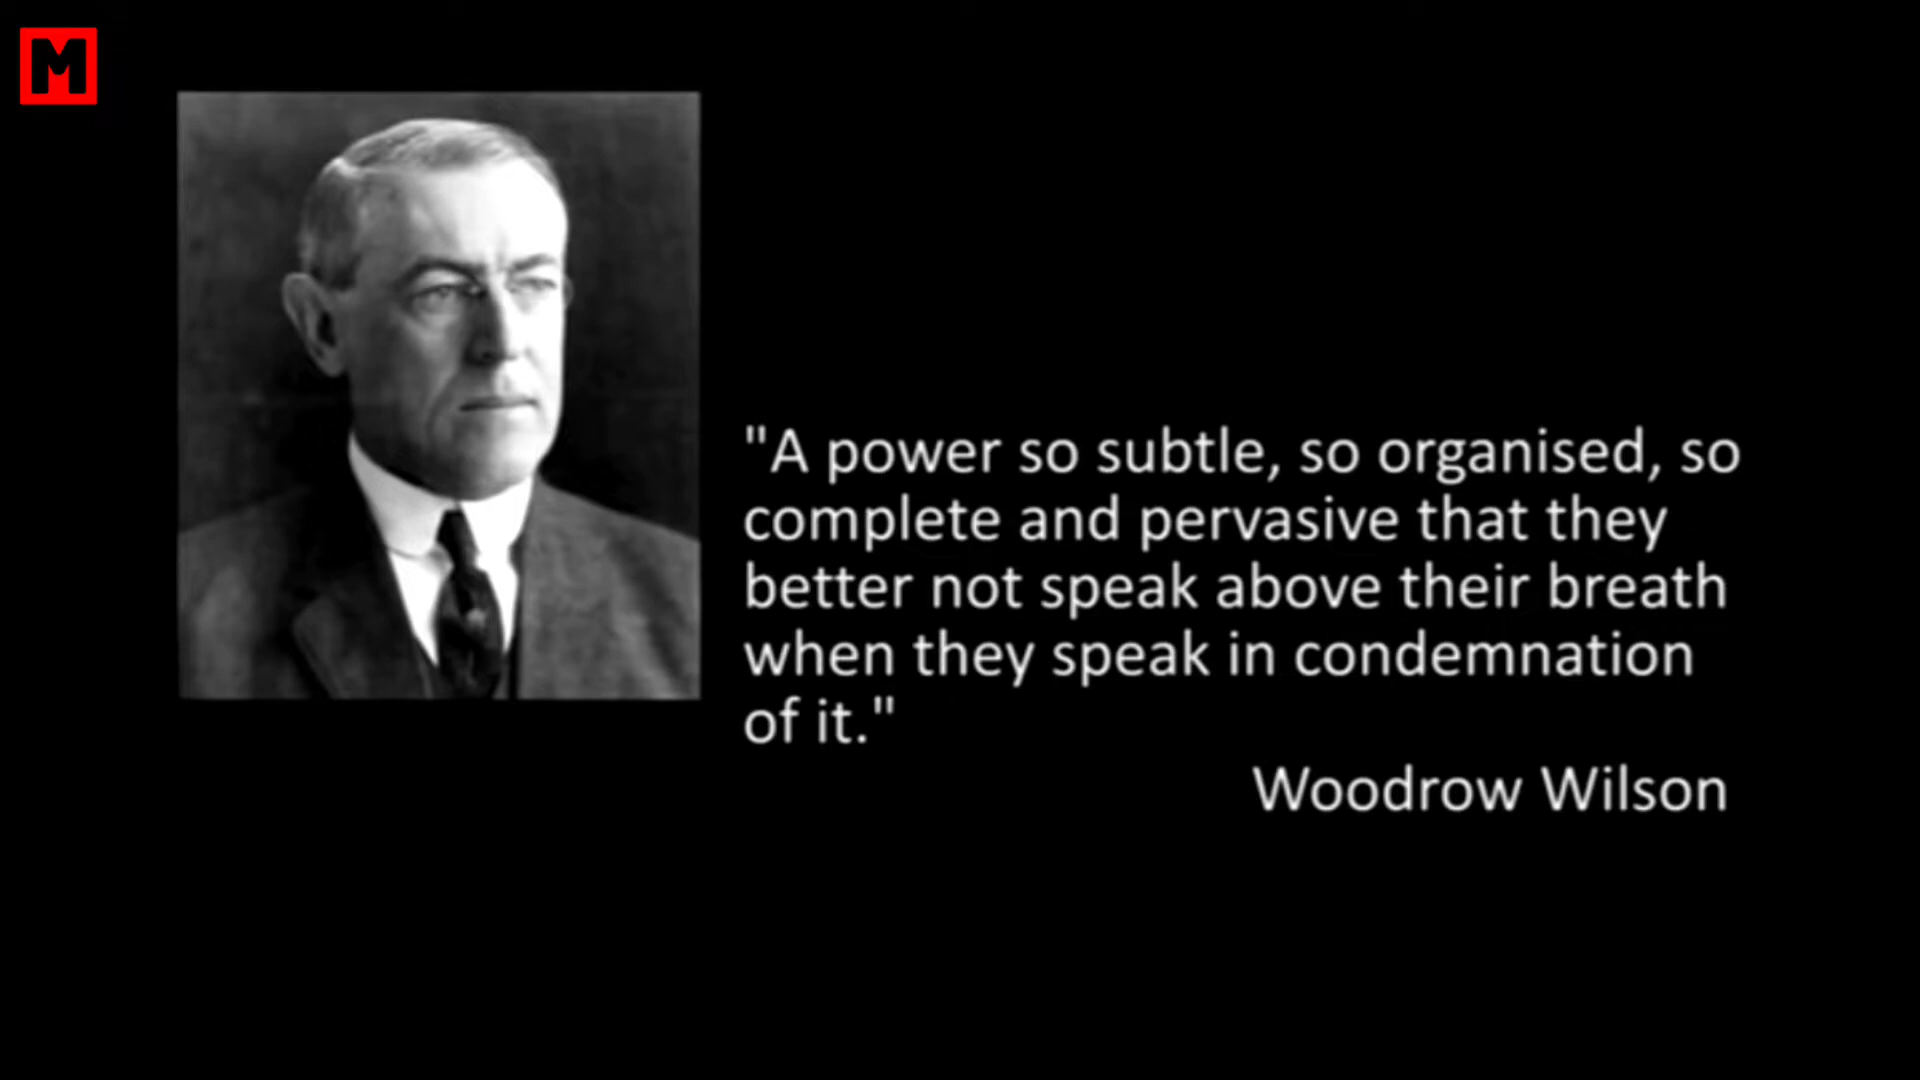 M
"A power so subtle, so organised, so
complete and pervasive that they
better not speak above their breath
when they speak in condemnation
of it."
Woodrow Wilson